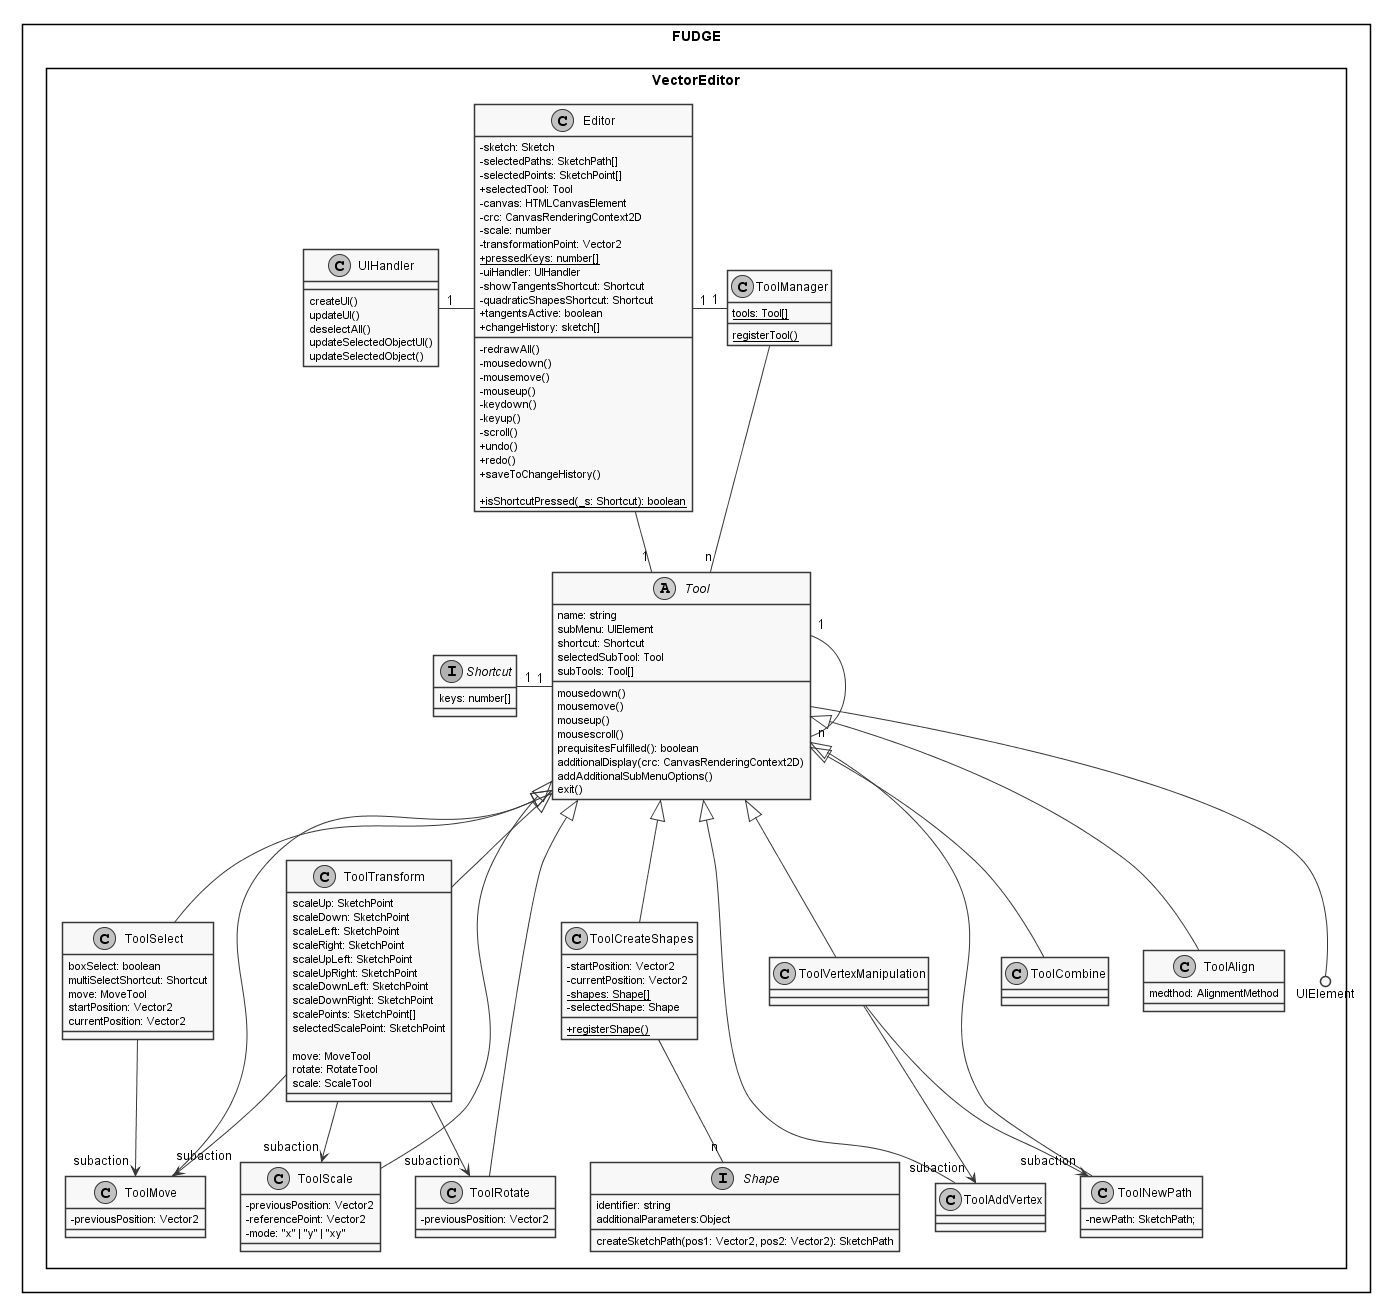 FUDGE
VectorEditor
C Editor
-sketch: Sketch
-selectedPaths: SketchPath[]
-selectedPoints: SketchPoint[]
+selectedTool: Tool
-canvas: HTMLCanvasElement
-crc: CanvasRenderingContext2D
-scale: number
-transformationPoint: Vector2
+pressedKeys: number[]
-uiHandler: UIHandler
-showTangentsShortcut: Shortcut
-quadraticShapesShortcut: Shortcut
+tangentsActive: boolean
+changeHistory: sketch[]
-redrawAll()
-mousedown()
-mousemove()
-mouseup()
-keydown()
-keyup()
-scroll()
+undo()
+redo()
+saveToChangeHistory()
+isShortcutPressed(_s: Shortcut): boolean
C UIHandler
createUI()
updateUI()
deselectAll()
updateSelectedObjectUI()
updateSelectedObject()
1
1 1
C ToolManager
tools: Tool[]
registerTool()
1
n
A Tool
name: string
subMenu: UIElement
shortcut: Shortcut
selectedSubTool: Tool
subTools: Tool[]
mousedown()
mousemove()
mouseup()
mousescroll()
prequisitesFulfilled(): boolean
additionalDisplay(crc: CanvasRenderingContext2D)
addAdditionalSubMenuOptions()
exit()
1
n
I Shortcut
keys: number[]
1 1
C ToolSelect
boxSelect: boolean
multiSelectShortcut: Shortcut
move: MoveTool
startPosition: Vector2
currentPosition: Vector2
C ToolTransform
scaleUp: SketchPoint
scaleDown: SketchPoint
scaleLeft: SketchPoint
scaleRight: SketchPoint
scaleUpLeft: SketchPoint
scaleUpRight: SketchPoint
scaleDownLeft: SketchPoint
scaleDownRight: SketchPoint
scalePoints: SketchPoint[]
selectedScalePoint: SketchPoint
move: MoveTool
rotate: RotateTool
scale: ScaleTool
C ToolCreateShapes
-startPosition: Vector2
-currentPosition: Vector2
-shapes: Shape[]
-selectedShape: Shape
+registerShape()
C ToolVertexManipulation
C ToolCombine
C ToolAlign
medthod: AlignmentMethod
UIElement
subaction
subaction
subaction
subaction
n
subaction
subaction
C ToolMove
-previousPosition: Vector2
C ToolScale
-previousPosition: Vector2
-referencePoint: Vector2
-mode: "x" | "y" | "xy"
C ToolRotate
-previousPosition: Vector2
I Shape
identifier: string
additionalParameters:Object
createSketchPath(pos1: Vector2, pos2: Vector2): SketchPath
C ToolAddVertex
C ToolNewPath
-newPath: SketchPath;